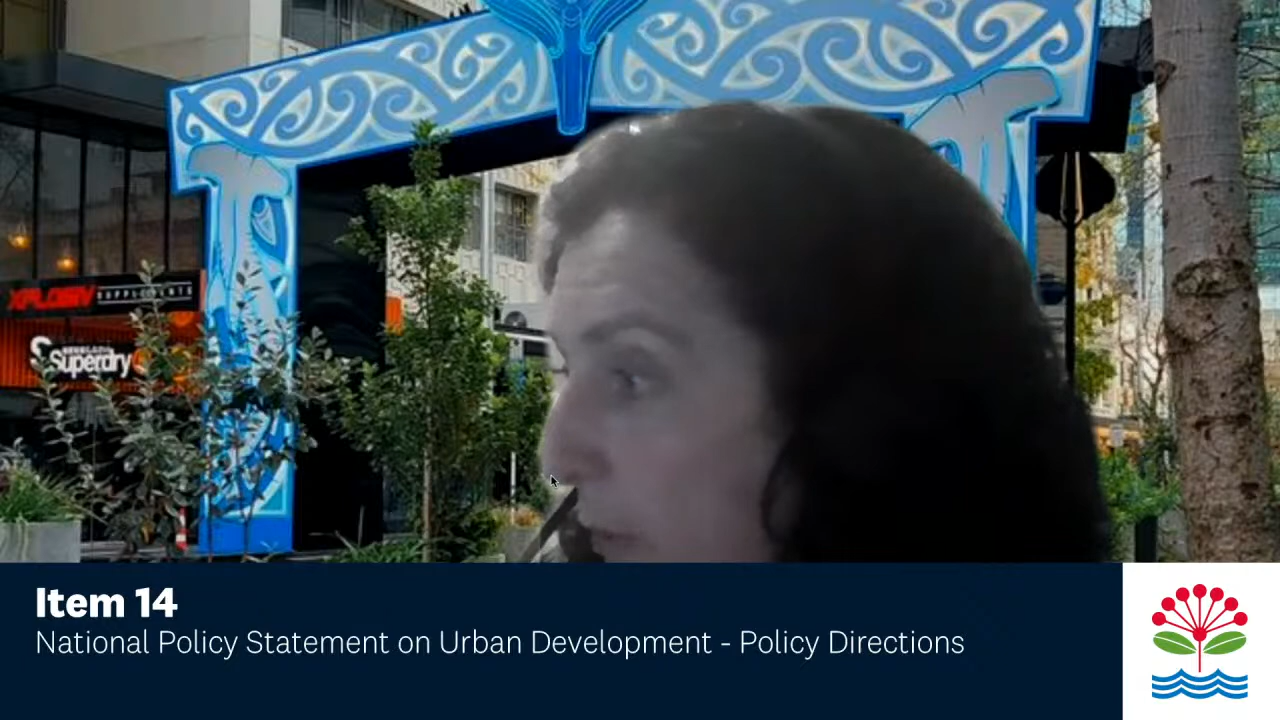 XPLOSIV
SUPPLEMENTS
Superdry
Item 14
National Policy Statement on Urban Development - Policy Directions